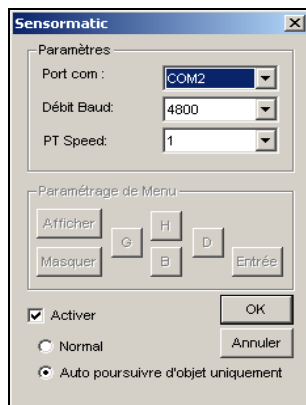 Sensormatic
Paramètres
Port com :
COM2
Débit Baud:
4800
PT Speed:
1
Paramétrage de Menu
Afficher
H
G
D
Masquer
B
Entrée
Activer
OK
Normal
Annuler
Auto poursuivre d'objet uniquement